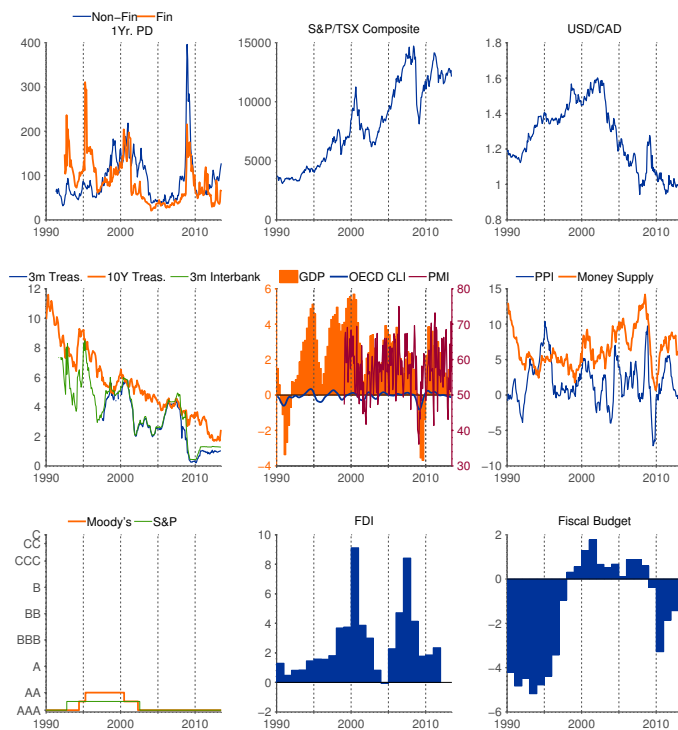 Non−Fin Fin
1Yr. PD
400
300
200
100
0
1990 2000 2010
S&P/TSX Composite
15000
10000
5000
0
1990 2000 2010
USD/CAD
1.8
1.6
1.4
1.2
1
0.8
1990 2000 2010
3m Treas. 10Y Treas. 3m Interbank
12
10
8
6
4
2
0
1990 2000 2010
GDP OECD CLI PMI
6
4
2
0
−2
−4
80
70
60
50
40
30
1990 2000 2010
PPI Money Supply
15
10
5
0
−5
−10
1990 2000 2010
Moody's S&P
C
CC
CCC
B
BB
BBB
A
AA
AAA
1990 2000 2010
FDI
10
8
6
4
2
0
−2
1990 2000 2010
Fiscal Budget
2
0
−2
−4
−6
1990 2000 2010